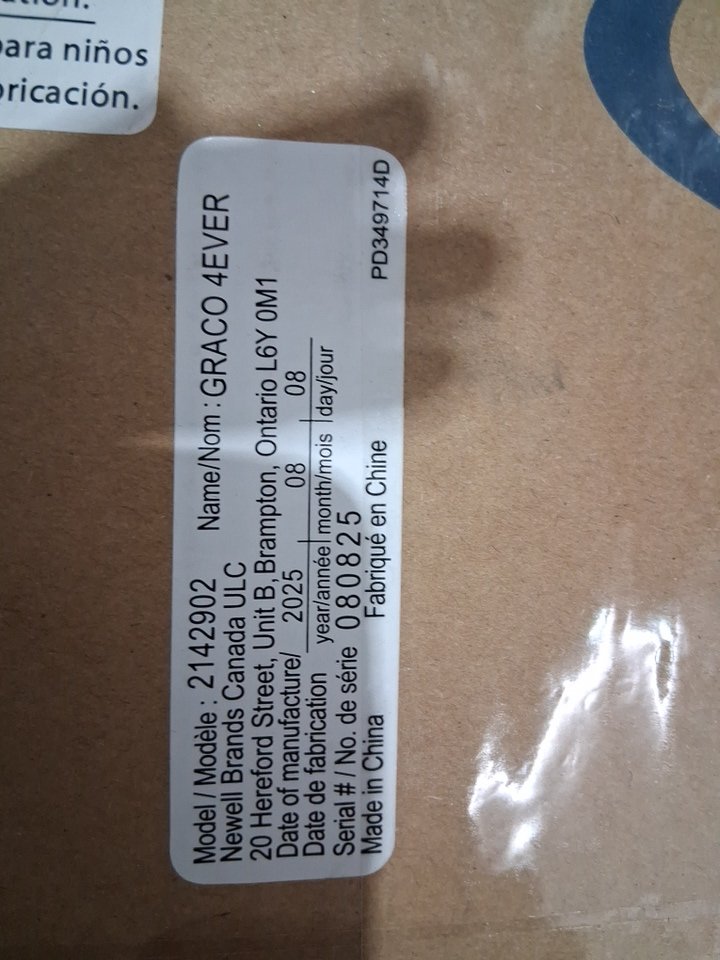 para niños
Model / Modèle : 2142902 Name/Nom : GRACO 4EVER
Newell Brands Canada ULC
20 Hereford Street, Unit B, Brampton, Ontario L6Y 0M1
Date of manufacture/ 2025 08 08
Date de fabrication year/année month/mois day/jour
Serial # / No. de série 080825
Made in China Fabriqué en Chine PD349714D